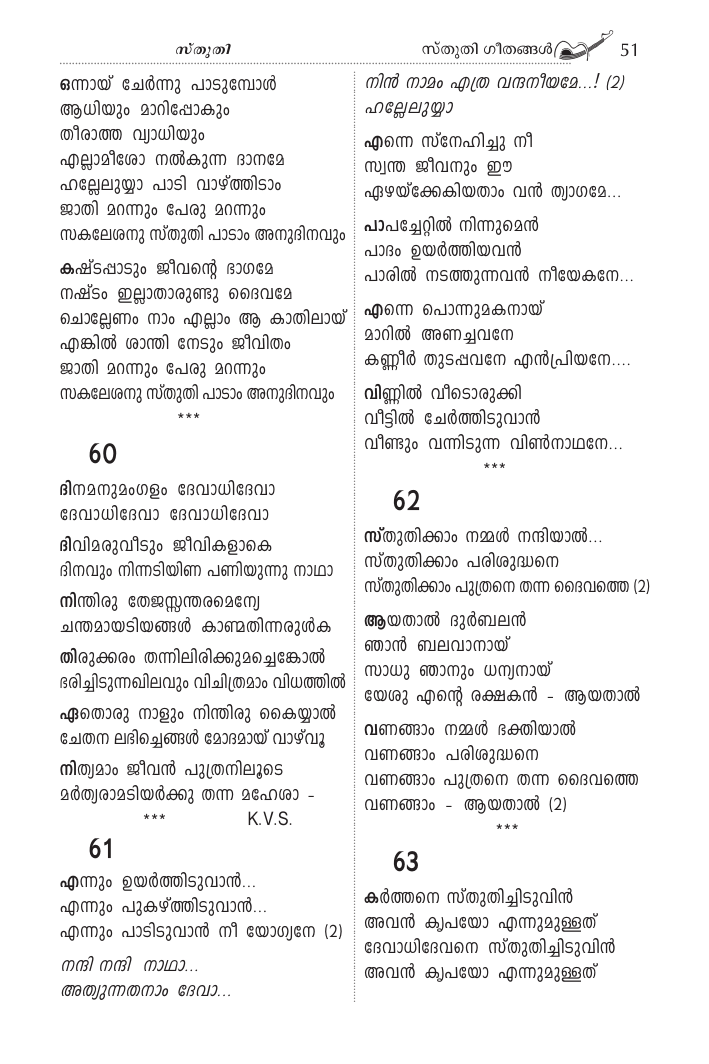 സ്തുതി
സ്തുതി ഗീതങ്ങൾ 51
ഒന്നായ് ചേർന്നു പാടുമ്പോൾ
ആധിയും മാറിപ്പോകും
തീരാത്ത വ്യാധിയും
എല്ലാമീശോ നൽകുന്ന ദാനമേ
ഹല്ലേലുയ്യാ പാടി വാഴ്ത്തിടാം
ജാതി മറന്നും പേരു മറന്നും
സകലേശനു സ്തുതി പാടാം അനുദിനവും
കഷ്ടപ്പാടും ജീവന്റെ ഭാഗമേ
നഷ്ടം ഇല്ലാതാരുണ്ടു ദൈവമേ
ചൊല്ലേണം നാം എല്ലാം ആ കാതിലായ്
എങ്കിൽ ശാന്തി നേടും ജീവിതം
ജാതി മറന്നും പേരു മറന്നും
സകലേശനു സ്തുതി പാടാം അനുദിനവും
***
60
ദിനമനുമംഗളം ദേവാധിദേവാ
ദേവാധിദേവാ ദേവാധിദേവാ
ദിവിമരുവീടും ജീവികളാകെ
ദിനവും നിന്നടിയിണ പണിയുന്നു നാഥാ
നിന്തിരു തേജസ്സന്തരമെന്യേ
ചന്തമായടിയങ്ങൾ കാണ്മതിന്നരുൾക
തിരുക്കരം തന്നിലിരിക്കുമച്ചെങ്കോൽ
ഭരിച്ചിടുന്നഖിലവും വിചിത്രമാം വിധത്തിൽ
ഏതൊരു നാളും നിന്തിരു കൈയ്യാൽ
ചേതന ലഭിച്ചെങ്ങൾ മോദമായ് വാഴ്വൂ
നിത്യമാം ജീവൻ പുത്രനിലൂടെ
മർത്യരാമടിയർക്കു തന്ന മഹേശാ –
*** K.V.S.
61
എന്നും ഉയർത്തിടുവാൻ...
എന്നും പുകഴ്ത്തിടുവാൻ...
എന്നും പാടിടുവാൻ നീ യോഗ്യനേ (2)
നന്ദി നന്ദി നാഥാ...
അത്യുന്നതനാം ദേവാ...
നിൻ നാമം എത്ര വന്ദനീയമേ...! (2)
ഹല്ലേലുയ്യാ
എന്നെ സ്നേഹിച്ചു നീ
സ്വന്ത ജീവനും ഈ
ഏഴയ്ക്കേകിയതാം വൻ ത്യാഗമേ...
പാപച്ചേറ്റിൽ നിന്നുമെൻ
പാദം ഉയർത്തിയവൻ
പാരിൽ നടത്തുന്നവൻ നീയേകനേ...
എന്നെ പൊന്നുമകനായ്
മാറിൽ അണച്ചവനേ
കണ്ണീർ തുടപ്പവനേ എൻപ്രിയനേ....
വിണ്ണിൽ വീടൊരുക്കി
വീട്ടിൽ ചേർത്തിടുവാൻ
വീണ്ടും വന്നിടുന്ന വിൺനാഥനേ...
***
62
സ്തുതിക്കാം നമ്മൾ നന്ദിയാൽ...
സ്തുതിക്കാം പരിശുദ്ധനെ
സ്തുതിക്കാം പുത്രനെ തന്ന ദൈവത്തെ (2)
ആയതാൽ ദുർബലൻ
ഞാൻ ബലവാനായ്
സാധു ഞാനും ധന്യനായ്
യേശു എന്റെ രക്ഷകൻ – ആയതാൽ
വണങ്ങാം നമ്മൾ ഭക്തിയാൽ
വണങ്ങാം പരിശുദ്ധനെ
വണങ്ങാം പുത്രനെ തന്ന ദൈവത്തെ
വണങ്ങാം – ആയതാൽ (2)
***
63
കർത്തനെ സ്തുതിച്ചിടുവിൻ
അവൻ കൃപയോ എന്നുമുള്ളത്
ദേവാധിദേവനെ സ്തുതിച്ചിടുവിൻ
അവൻ കൃപയോ എന്നുമുള്ളത്